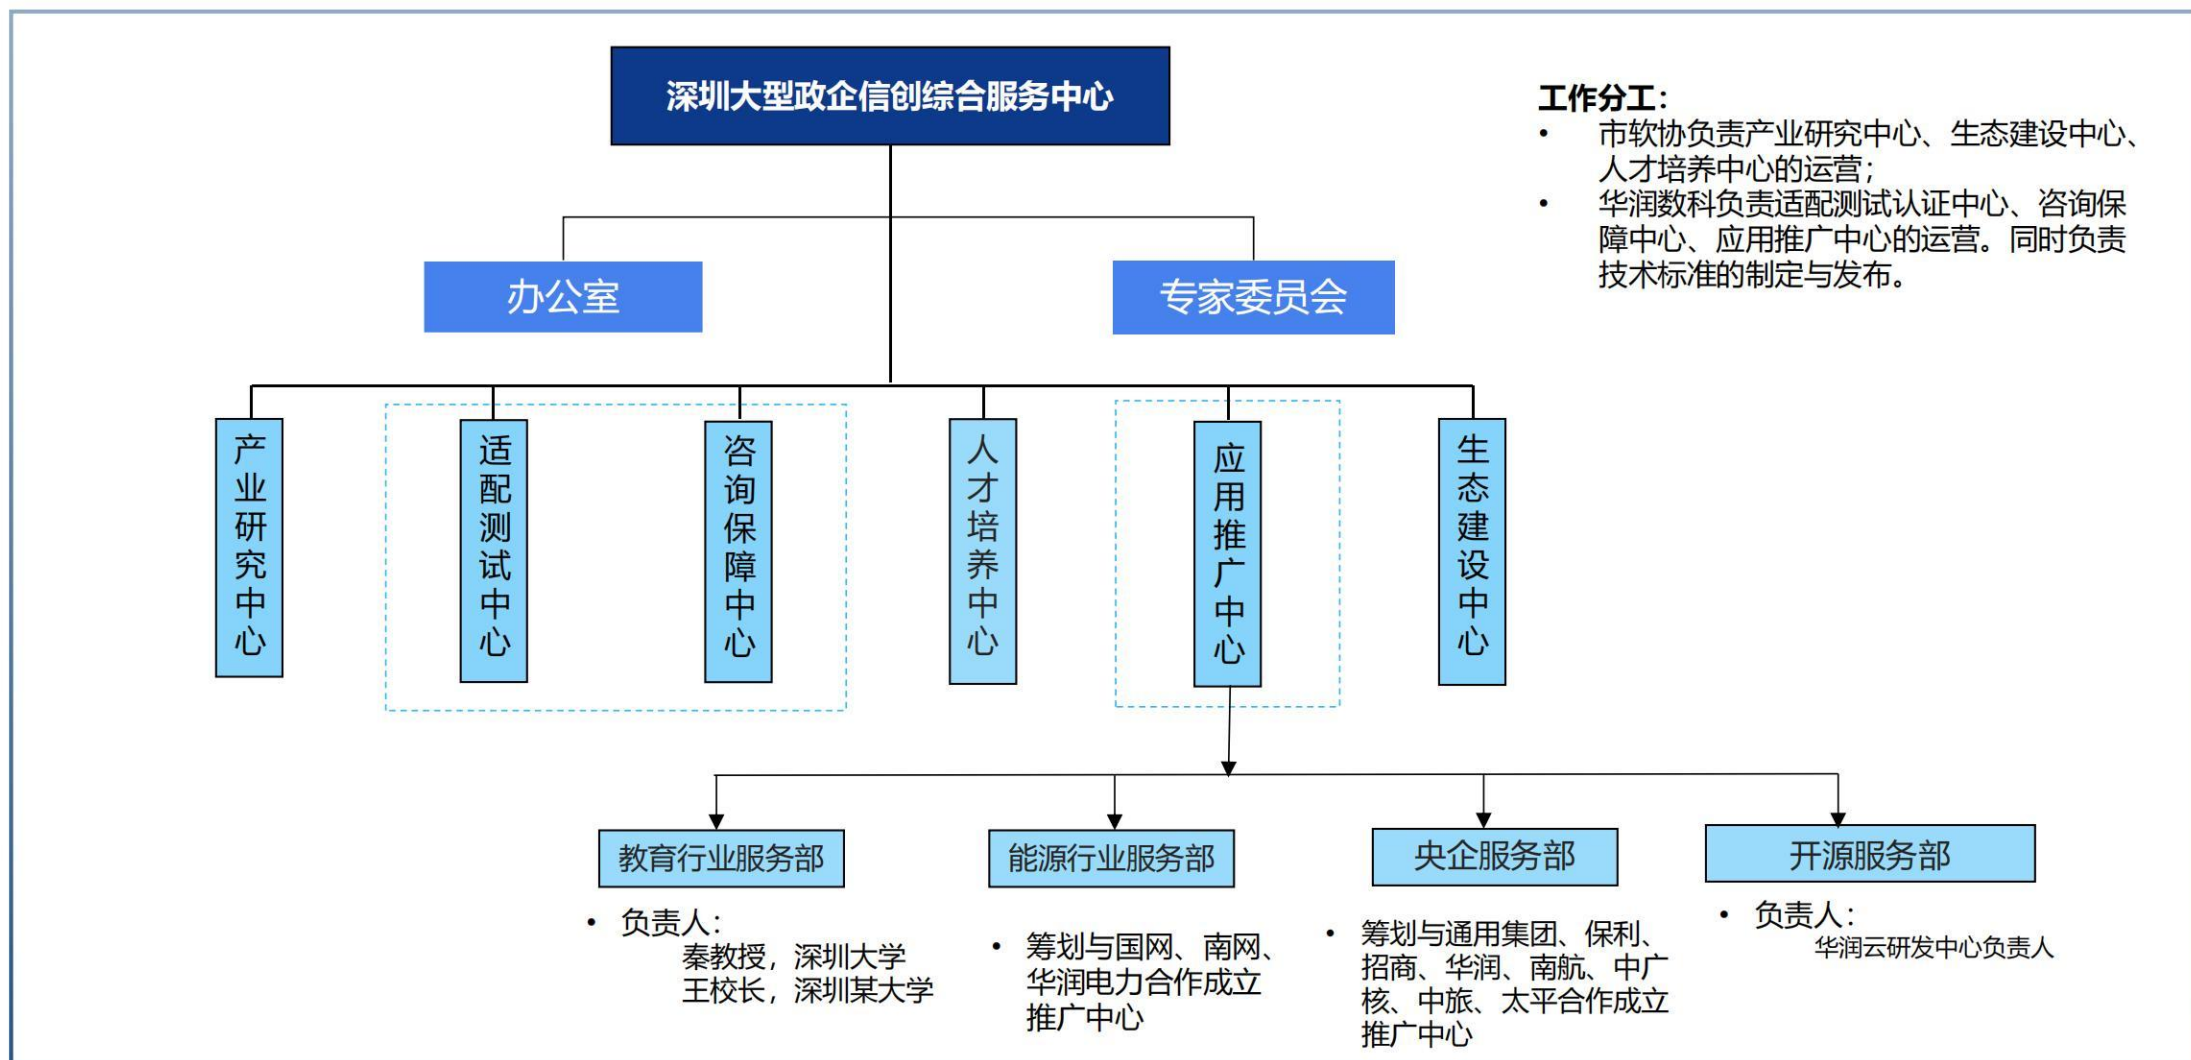 深圳大型政企信创综合服务中心
工作分工：
• 市软协负责产业研究中心、生态建设中心、
人才培养中心的运营；
• 华润数科负责适配测试认证中心、咨询保
障中心、应用推广中心的运营。同时负责
技术标准的制定与发布。
办公室
专家委员会
产业研究中心
适配测试中心
咨询保障中心
人才培养中心
应用推广中心
生态建设中心
教育行业服务部
• 负责人：
秦教授，深圳大学
王校长，深圳某大学
能源行业服务部
• 筹划与国网、南网、
华润电力合作成立
推广中心
央企服务部
• 筹划与通用集团、保利、
招商、华润、南航、中广
核、中旅、太平合作成立
推广中心
开源服务部
• 负责人：
华润云研发中心负责人